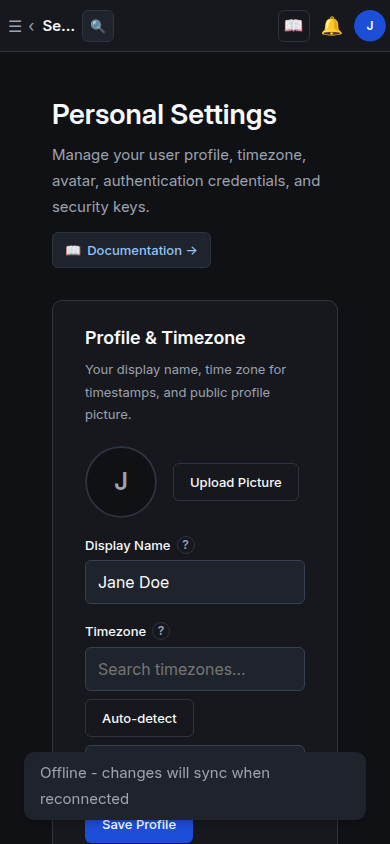 Se...
J
Personal Settings
Manage your user profile, timezone,
avatar, authentication credentials, and
security keys.
Documentation →
Profile & Timezone
Your display name, time zone for
timestamps, and public profile
picture.
J
Upload Picture
Display Name ?
Jane Doe
Timezone ?
Search timezones...
Auto-detect
Offline - changes will sync when
reconnected
Save Profile